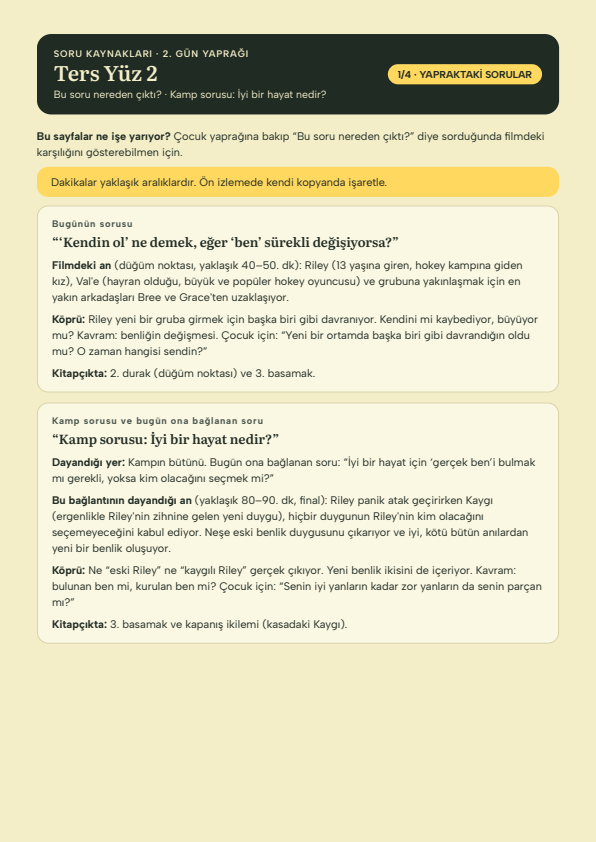 SORU KAYNAKLARI · 2. GÜN YAPRAĞI
Ters Yüz 2
1/4 · YAPRAKTAKİ SORULAR
Bu soru nereden çıktı? · Kamp sorusu: İyi bir hayat nedir?
Bu sayfalar ne işe yarıyor? Çocuk yaprağına bakıp “Bu soru nereden çıktı?” diye sorduğunda filmdeki
karşılığını gösterebilmen için.
Dakikalar yaklaşık aralıklardır. Ön izlemede kendi kopyanda işaretle.
Bugünün sorusu
“‘Kendin ol’ ne demek, eğer ‘ben’ sürekli değişiyorsa?”
Filmdeki an (düğüm noktası, yaklaşık 40–50. dk): Riley (13 yaşına giren, hokey kampına giden
kız), Val'e (hayran olduğu, büyük ve popüler hokey oyuncusu) ve grubuna yakınlaşmak için en
yakın arkadaşları Bree ve Grace'ten uzaklaşıyor.
Köprü: Riley yeni bir gruba girmek için başka biri gibi davranıyor. Kendini mi kaybediyor, büyüyor
mu? Kavram: benliğin değişmesi. Çocuk için: “Yeni bir ortamda başka biri gibi davrandığın oldu
mu? O zaman hangisi sendin?”
Kitapçıkta: 2. durak (düğüm noktası) ve 3. basamak.
Kamp sorusu ve bugün ona bağlanan soru
“Kamp sorusu: İyi bir hayat nedir?”
Dayandığı yer: Kampın bütünü. Bugün ona bağlanan soru: “İyi bir hayat için ‘gerçek ben’i bulmak
mı gerekli, yoksa kim olacağını seçmek mi?”
Bu bağlantının dayandığı an (yaklaşık 80–90. dk, final): Riley panik atak geçirirken Kaygı
(ergenlikle Riley'nin zihnine gelen yeni duygu), hiçbir duygunun Riley'nin kim olacağını
seçemeyeceğini kabul ediyor. Neşe eski benlik duygusunu çıkarıyor ve iyi, kötü bütün anılardan
yeni bir benlik oluşuyor.
Köprü: Ne “eski Riley” ne “kaygılı Riley” gerçek çıkıyor. Yeni benlik ikisini de içeriyor. Kavram:
bulunan ben mi, kurulan ben mi? Çocuk için: “Senin iyi yanların kadar zor yanların da senin parçan
mı?”
Kitapçıkta: 3. basamak ve kapanış ikilemi (kasadaki Kaygı).